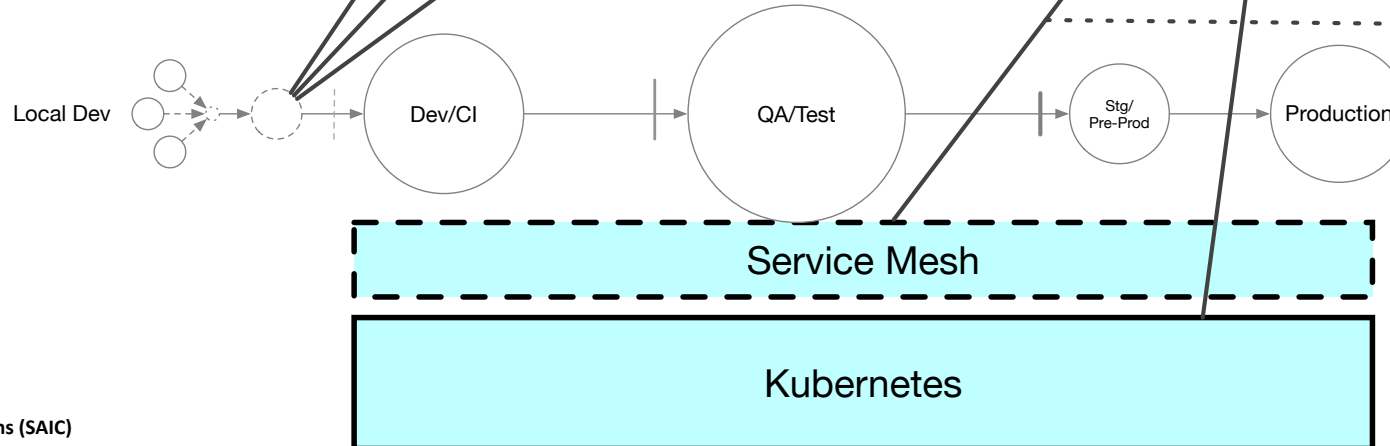 Local Dev
Dev/CI
QA/Test
Stg/
Pre-Prod
Production
Service Mesh
Kubernetes
ns (SAIC)